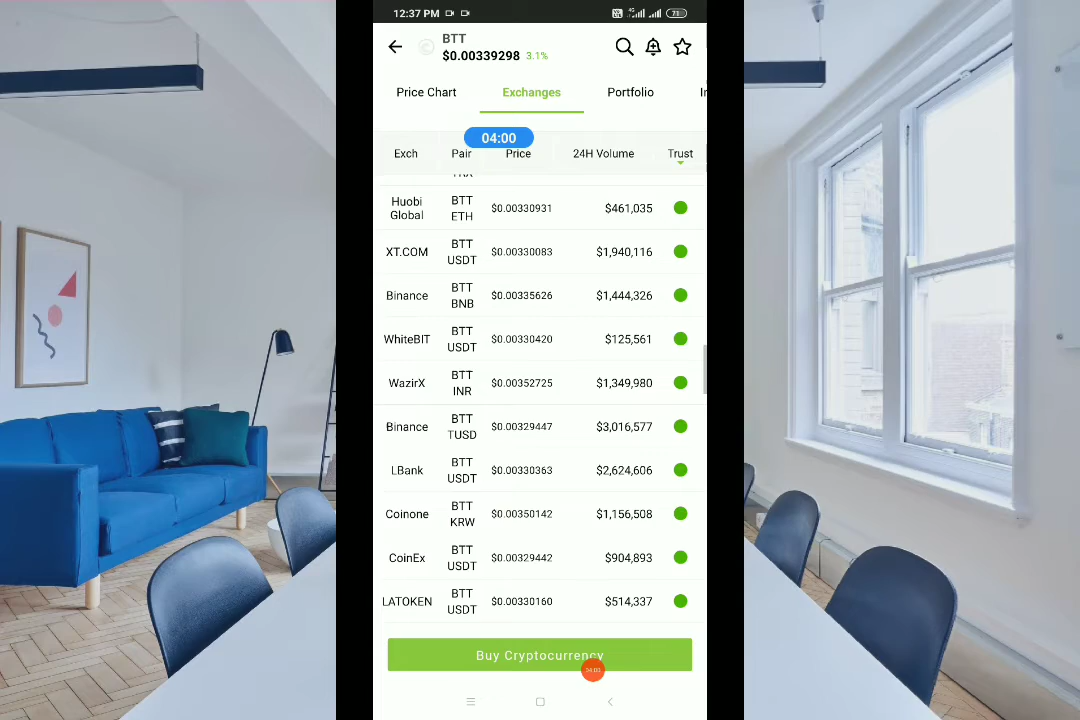 12:37 PM 4G 71
BTT
$0.00339298 3.1%
Price Chart Exchanges Portfolio
04:00
Exch Pair Price 24H Volume Trust
Huobi Global BTT ETH $0.00330931 $461,035
XT.COM BTT USDT $0.00330083 $1,940,116
Binance BTT BNB $0.00335626 $1,444,326
WhiteBIT BTT USDT $0.00330420 $125,561
WazirX BTT INR $0.00352725 $1,349,980
Binance BTT TUSD $0.00329447 $3,016,577
LBank BTT USDT $0.00330363 $2,624,606
Coinone BTT KRW $0.00350142 $1,156,508
CoinEx BTT USDT $0.00329442 $904,893
LATOKEN BTT USDT $0.00330160 $514,337
Buy Cryptocurrency
04:00